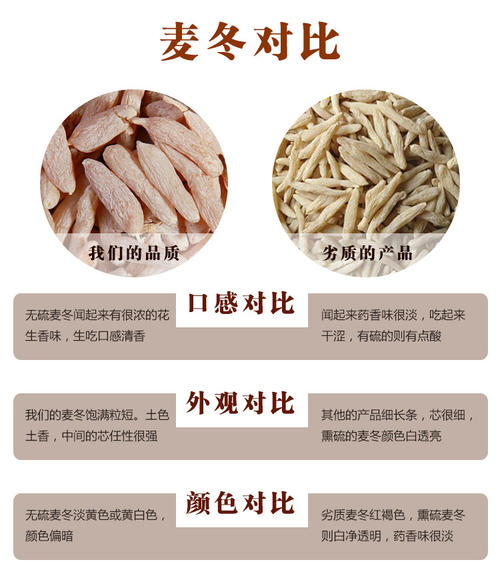 麦冬对比
我们的品质
劣质的产品
口感对比
无硫麦冬闻起来有很浓的花
生香味，生吃口感清香
闻起来药香味很淡，吃起来
干涩，有硫的则有点酸
外观对比
我们的麦冬饱满粒短。土色
土香，中间的芯任性很强
其他的产品细长条，芯很细，
熏硫的麦冬颜色白透亮
颜色对比
无硫麦冬淡黄色或黄白色，
颜色偏暗
劣质麦冬红褐色，熏硫麦冬
则白净透明，药香味很淡